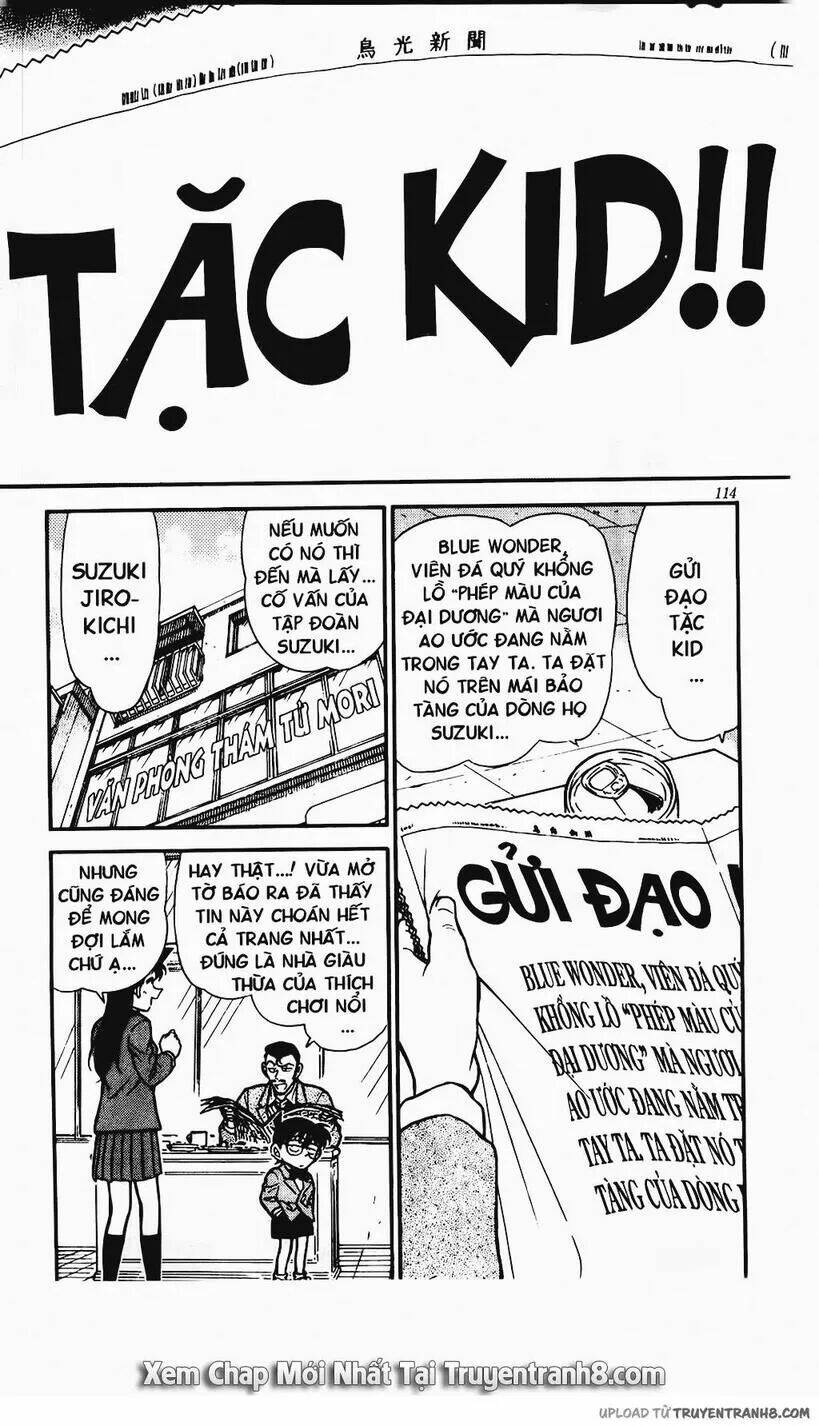 鳥光新聞
TẶC KID!!
114
GỬI
ĐẠO
TẶC
KID
...
BLUE WONDER,
VIÊN ĐÁ QUÝ KHỔNG
LỒ "PHÉP MÀU CỦA
ĐẠI DƯƠNG" MÀ NGƯƠI
AO ƯỚC ĐANG NẰM
TRONG TAY TA. TA ĐẶT
NÓ TRÊN MÁI BẢO
TÀNG CỦA DÒNG HỌ
SUZUKI...
GỬI ĐẠO
BLUE WONDER, VIÊN ĐÁ QUÝ
KHỔNG LỒ "PHÉP MÀU CỦ
ĐẠI DƯƠNG" MÀ NGƯƠI
AO ƯỚC ĐANG NẰM TR
TAY TA. TA ĐẶT NÓ T
TÀNG CỦA DÒNG
NẾU MUỐN
CÓ NÓ THÌ
ĐẾN MÀ LẤY...
CỐ VẤN CỦA
TẬP ĐOÀN
SUZUKI...
SUZUKI
JIRO-
KICHI
...
VĂN PHÒNG THÁM TỬ MORI
HAY THẬT...! VỪA MỞ
TỜ BÁO RA ĐÃ THẤY
TIN NÀY CHOÁN HẾT
CẢ TRANG NHẤT...
ĐÚNG LÀ NHÀ GIÀU
THỪA CỦA THÍCH
CHƠI NỔI
...
NHƯNG
CŨNG ĐÁNG
ĐỂ MONG
ĐỢI LẮM
CHỨ Ạ...
Xem Chap Mới Nhất Tại Truyentranh8.com
UPLOAD TỪ TRUYENTRANH8.COM